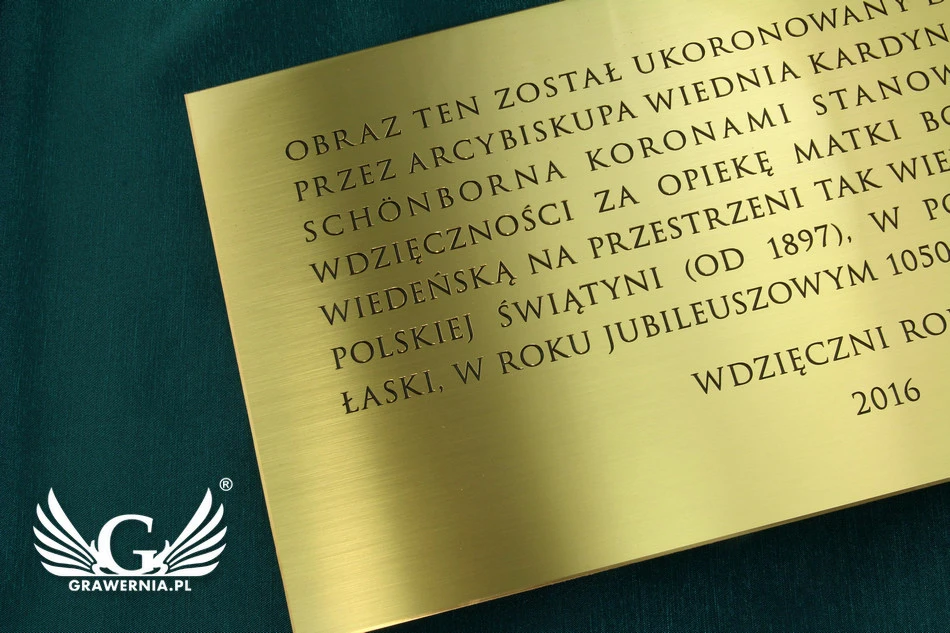 OBRAZ TEN ZOSTAŁ UKORONOWANY
PRZEZ ARCYBISKUPA WIEDNIA KARDYN
SCHÖNBORNA KORONAMI STANOW
WDZIĘCZNOŚCI ZA OPIEKĘ MATKI BO
WIEDEŃSKĄ NA PRZESTRZENI TAK WIE
POLSKIEJ ŚWIĄTYNI (OD 1897), W PO
ŁASKI, W ROKU JUBILEUSZOWYM 1050
WDZIĘCZNI RO
2016
G ®
GRAWERNIA.PL